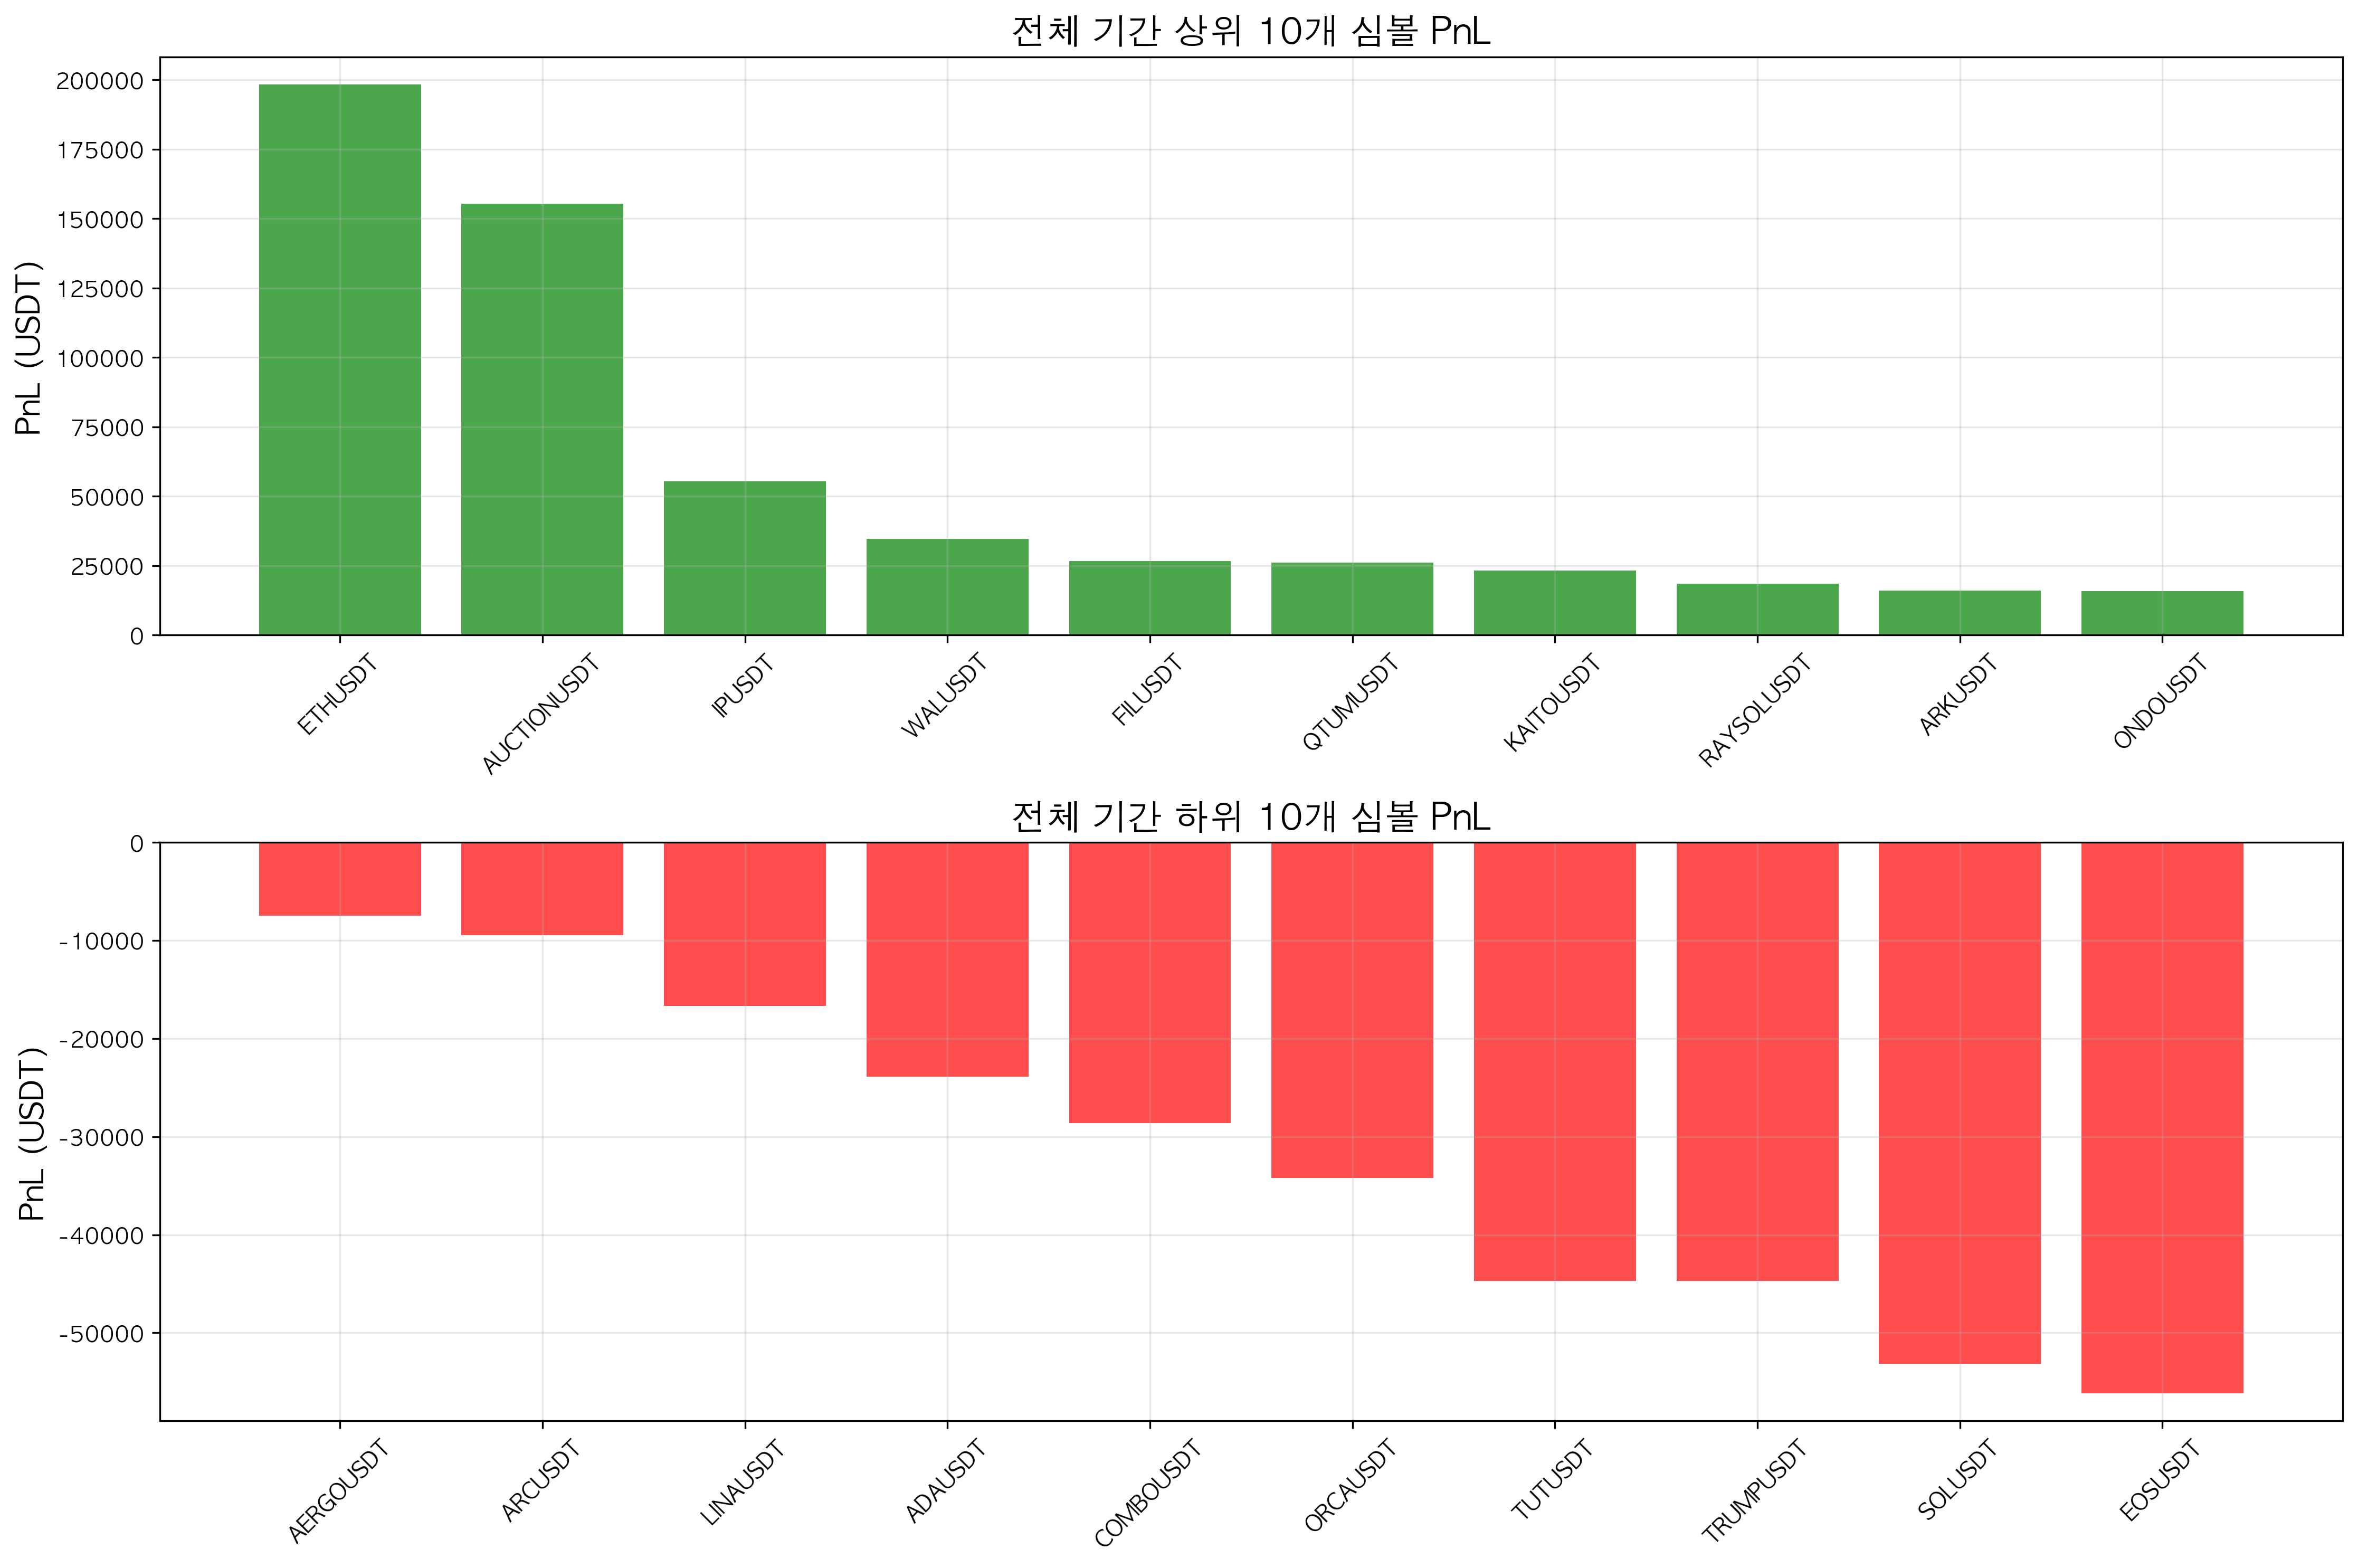 전체 기간 상위 10개 심볼 PnL
PnL (USDT)
200000
175000
150000
125000
100000
75000
50000
25000
0
ETHUSDT
AUCTIONUSDT
IPUSDT
WALUSDT
FILUSDT
QTUMUSDT
KAITOUSDT
RAYSOLUSDT
ARKUSDT
ONDOUSDT
전체 기간 하위 10개 심볼 PnL
PnL (USDT)
0
-10000
-20000
-30000
-40000
-50000
AERGOUSDT
ARCUSDT
LINAUSDT
ADAUSDT
COMBOUSDT
ORCAUSDT
TUTUSDT
TRUMPUSDT
SOLUSDT
EOSUSDT